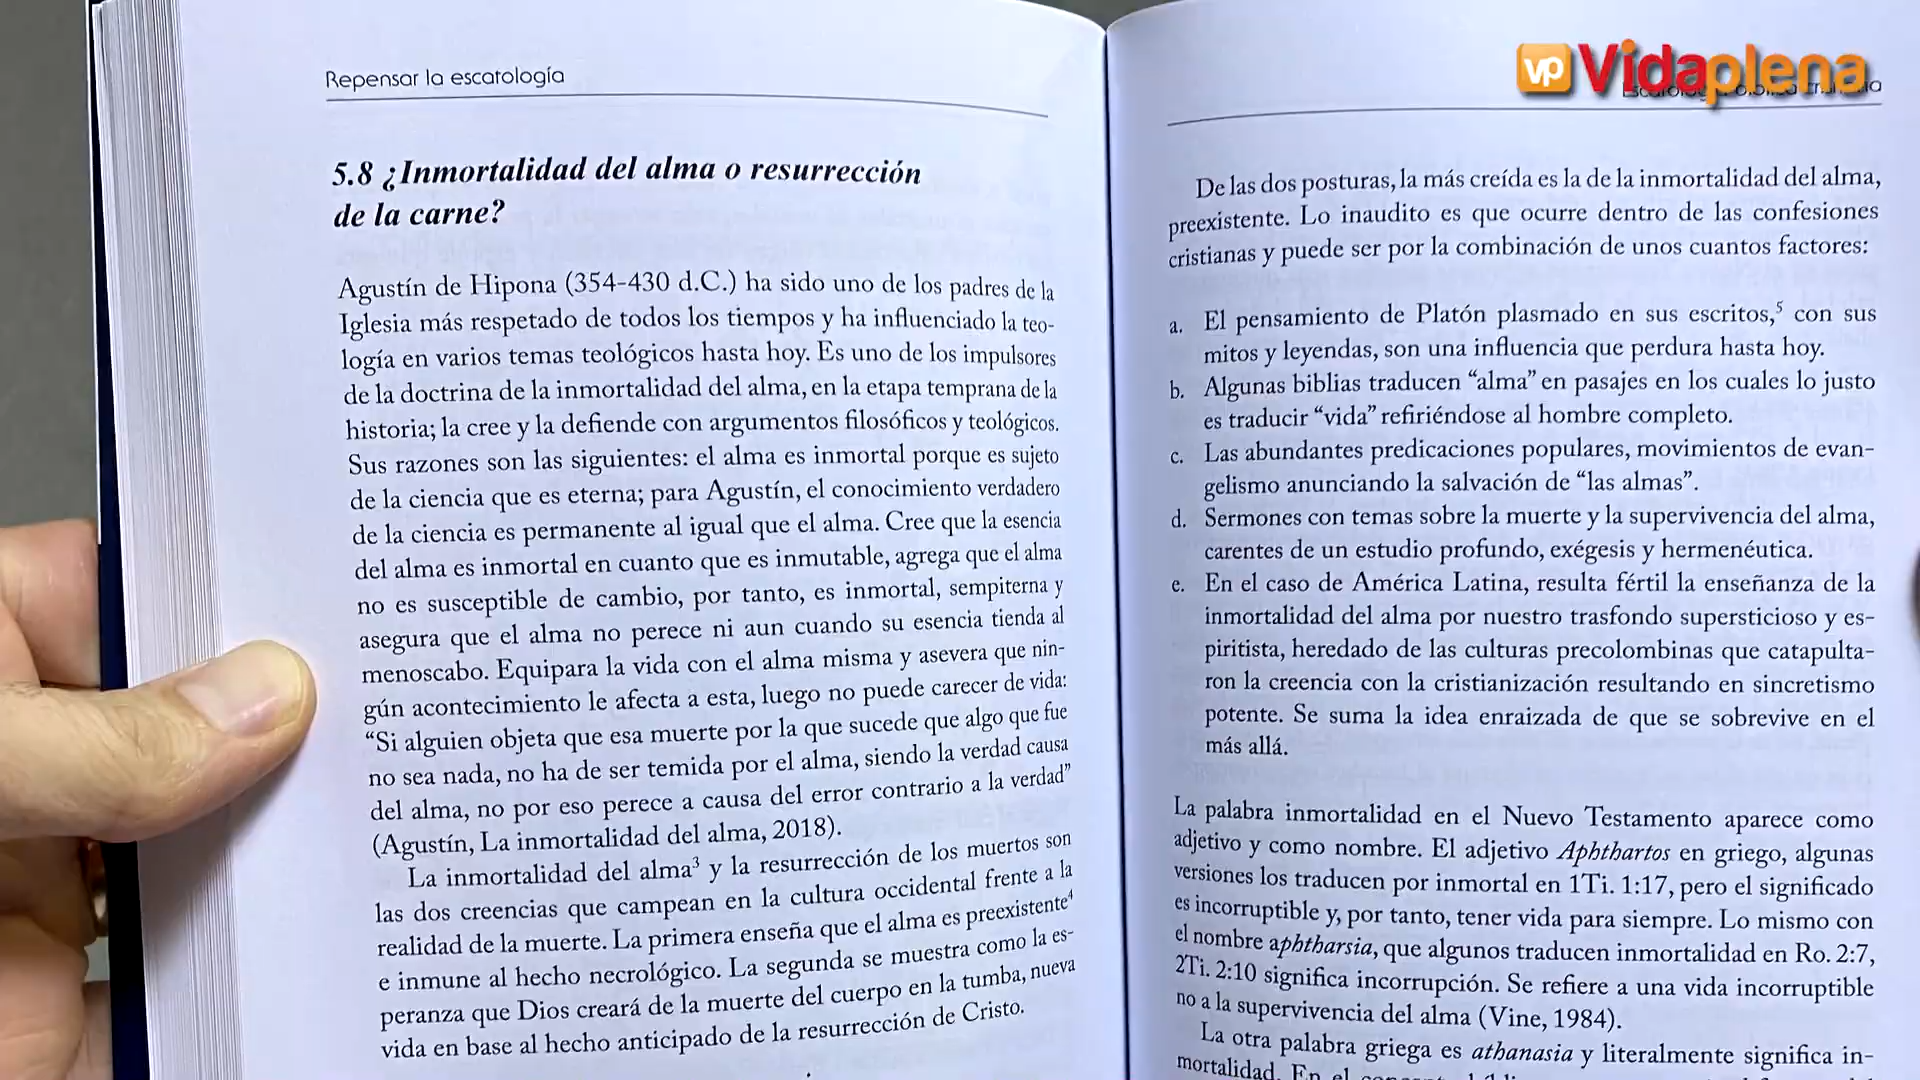 Repensar la escatología
5.8 ¿Inmortalidad del alma o resurrección
de la carne?
Agustín de Hipona (354-430 d.C.) ha sido uno de los padres de la
Iglesia más respetado de todos los tiempos y ha influenciado la teo-
logía en varios temas teológicos hasta hoy. Es uno de los impulsores
de la doctrina de la inmortalidad del alma, en la etapa temprana de la
historia; la cree y la defiende con argumentos filosóficos y teológicos.
Sus razones son las siguientes: el alma es inmortal porque es sujeto
de la ciencia que es eterna; para Agustín, el conocimiento verdadero
de la ciencia es permanente al igual que el alma. Cree que la esencia
del alma es inmortal en cuanto que es inmutable, agrega que el alma
no es susceptible de cambio, por tanto, es inmortal, sempiterna y
asegura que el alma no perece ni aun cuando su esencia tienda al
menoscabo. Equipara la vida con el alma misma y asevera que nin-
gún acontecimiento le afecta a esta, luego no puede carecer de vida:
“Si alguien objeta que esa muerte por la que sucede que algo que fue
no sea nada, no ha de ser temida por el alma, siendo la verdad causa
del alma, no por eso perece a causa del error contrario a la verdad”
(Agustín, La inmortalidad del alma, 2018).
La inmortalidad del alma³ y la resurrección de los muertos son
las dos creencias que campean en la cultura occidental frente a la
realidad de la muerte. La primera enseña que el alma es preexistente⁴
e inmune al hecho necrológico. La segunda se muestra como la es-
peranza que Dios creará de la muerte del cuerpo en la tumba, nueva
vida en base al hecho anticipado de la resurrección de Cristo.
vp Vidaplena
De las dos posturas, la más creída es la de la inmortalidad del alma,
preexistente. Lo inaudito es que ocurre dentro de las confesiones
cristianas y puede ser por la combinación de unos cuantos factores:
a. El pensamiento de Platón plasmado en sus escritos,⁵ con sus
mitos y leyendas, son una influencia que perdura hasta hoy.
b. Algunas biblias traducen “alma” en pasajes en los cuales lo justo
es traducir “vida” refiriéndose al hombre completo.
c. Las abundantes predicaciones populares, movimientos de evan-
gelismo anunciando la salvación de “las almas”.
d. Sermones con temas sobre la muerte y la supervivencia del alma,
carentes de un estudio profundo, exégesis y hermenéutica.
e. En el caso de América Latina, resulta fértil la enseñanza de la
inmortalidad del alma por nuestro trasfondo supersticioso y es-
piritista, heredado de las culturas precolombinas que catapulta-
ron la creencia con la cristianización resultando en sincretismo
potente. Se suma la idea enraizada de que se sobrevive en el
más allá.
La palabra inmortalidad en el Nuevo Testamento aparece como
adjetivo y como nombre. El adjetivo Aphthartos en griego, algunas
versiones los traducen por inmortal en 1Ti. 1:17, pero el significado
es incorruptible y, por tanto, tener vida para siempre. Lo mismo con
el nombre aphtharsia, que algunos traducen inmortalidad en Ro. 2:7,
2Ti. 2:10 significa incorrupción. Se refiere a una vida incorruptible
no a la supervivencia del alma (Vine, 1984).
La otra palabra griega es athanasia y literalmente significa in-
mortalidad. En el